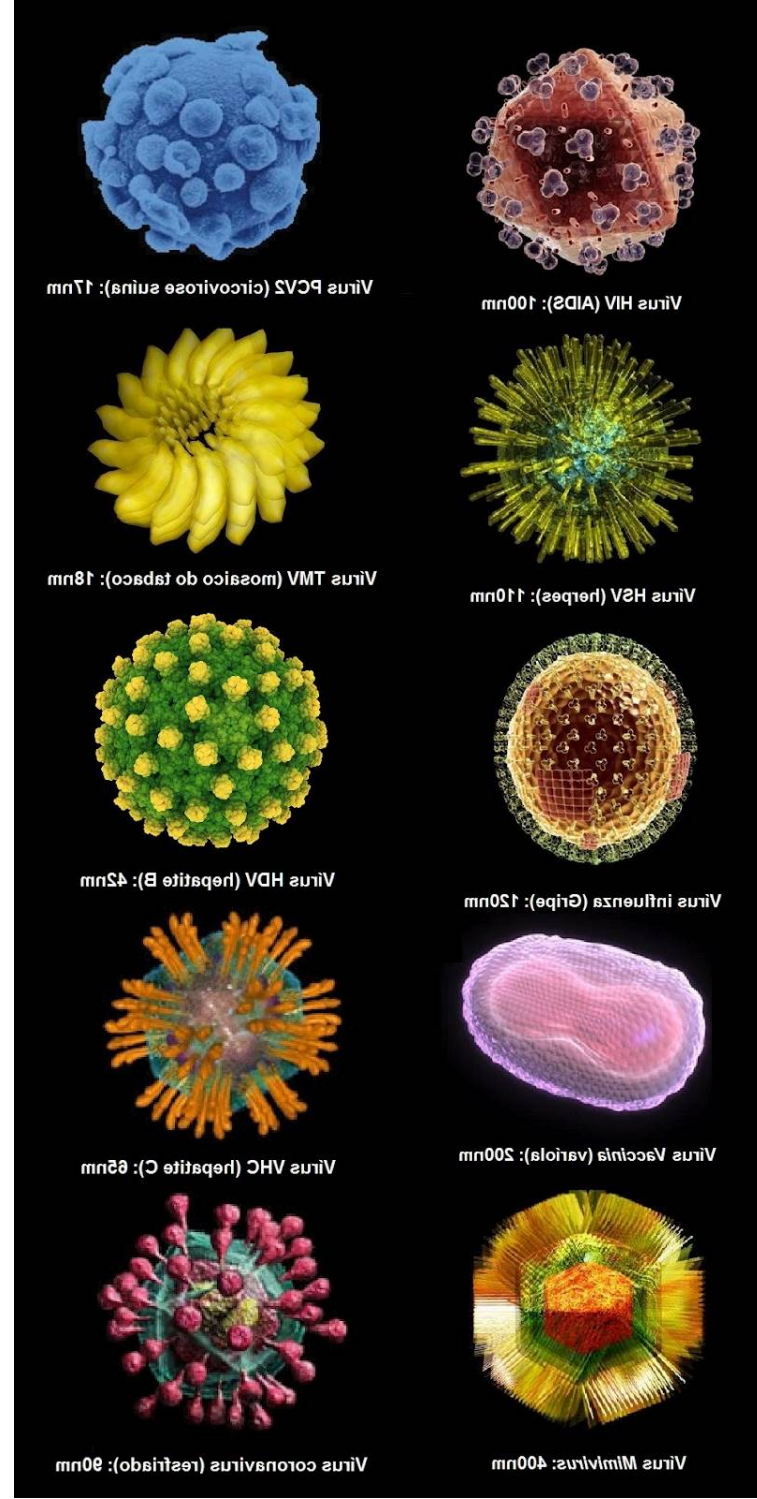 Vírus PCV2 (circovirose suína): 17nm
Vírus HIV (AIDS): 100nm
Vírus TMV (mosaico do tabaco): 18nm
Vírus HSV (herpes): 110nm
Vírus HDV (hepatite B): 42nm
Vírus influenza (Gripe): 120nm
Vírus VHC (hepatite C): 65nm
Vírus Vaccinia (varíola): 200nm
Vírus coronavirus (resfriado): 90nm
Vírus Mimivirus: 400nm